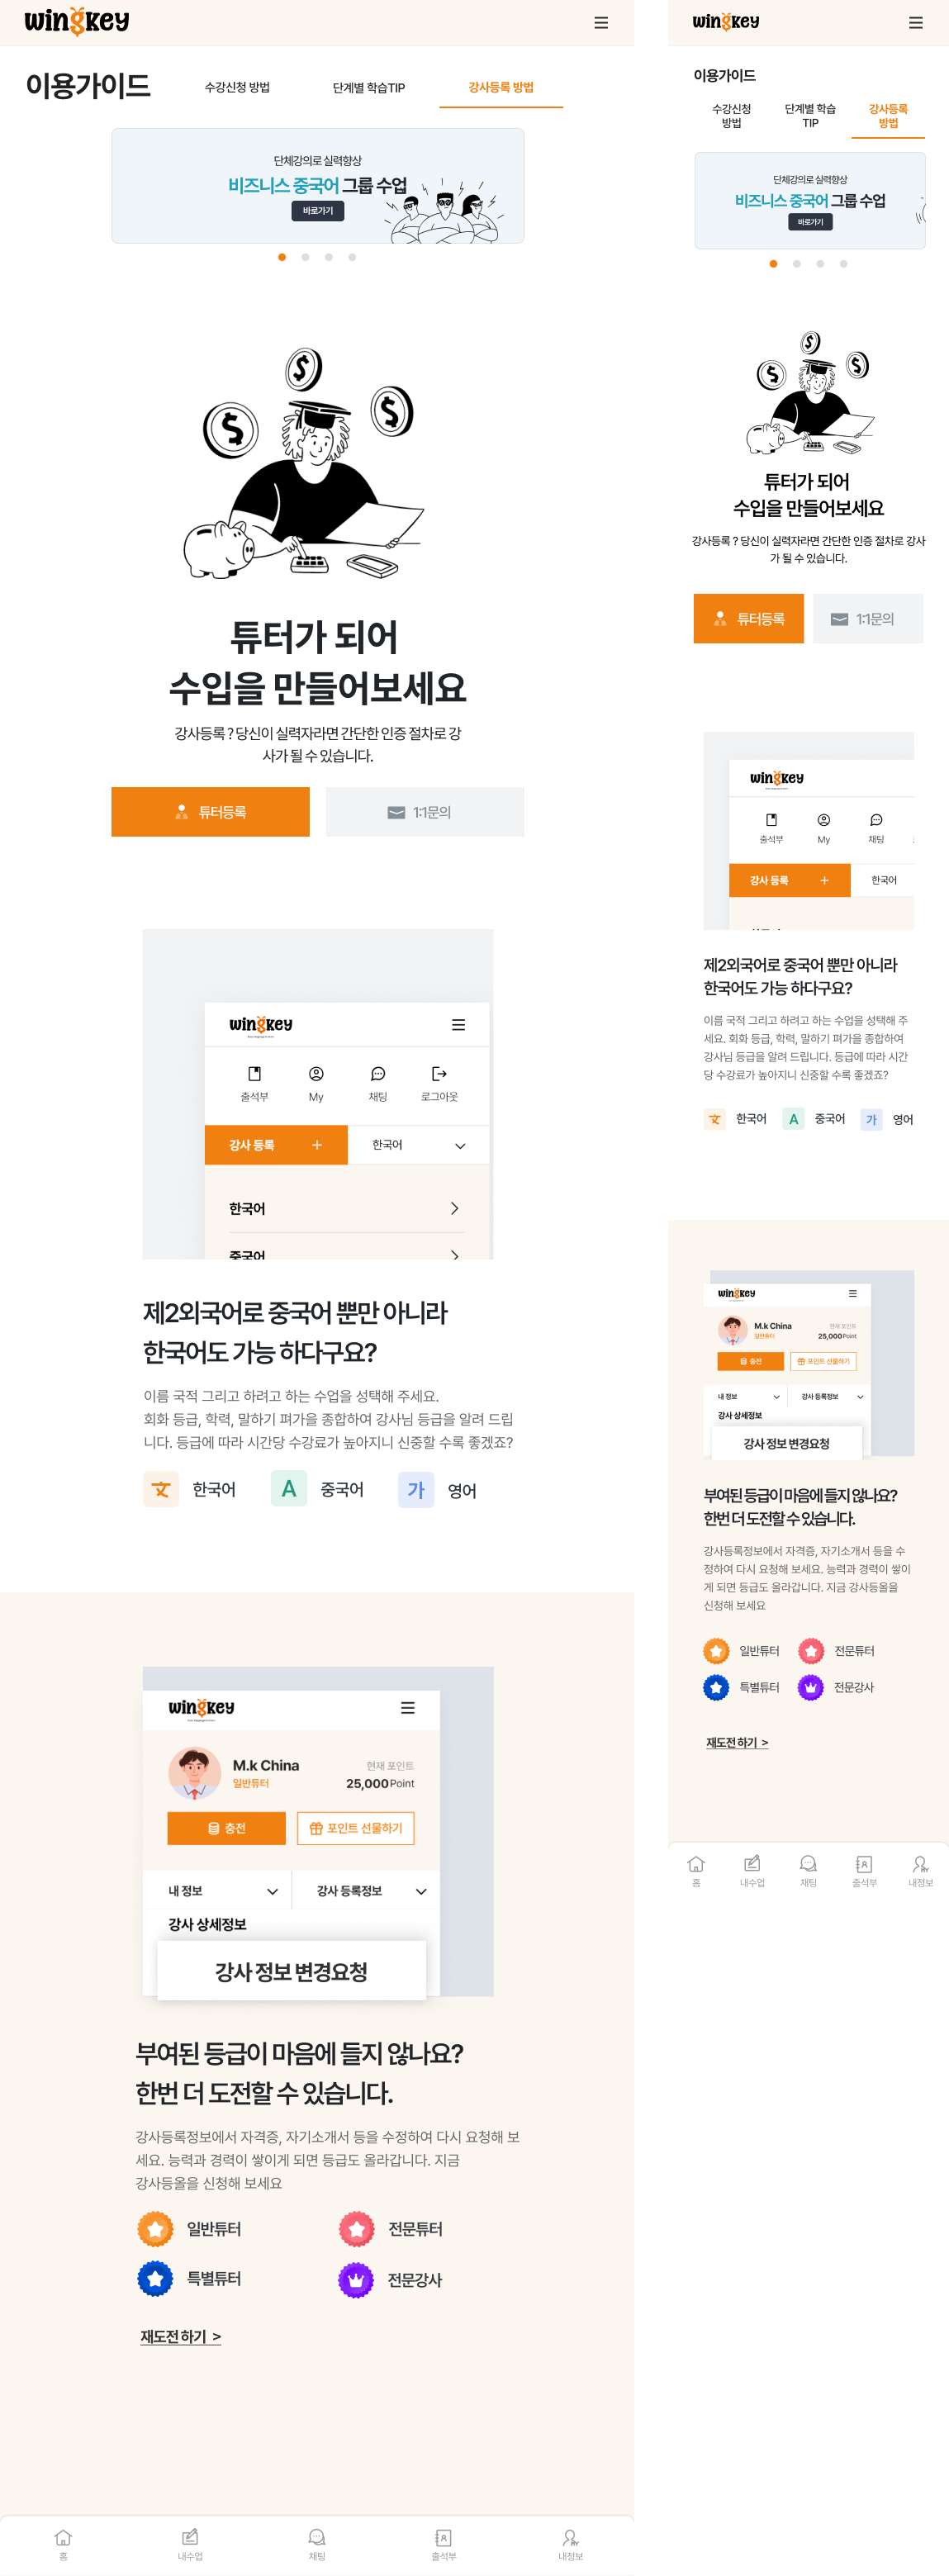 wingkey
이용가이드
수강신청 방법
단계별 학습TIP
강사등록 방법
단체강의로 실력향상
비즈니스 중국어 그룹 수업
바로가기
튜터가 되어
수입을 만들어보세요
강사등록 ? 당신이 실력자라면 간단한 인증 절차로 강
사가 될 수 있습니다.
튜터등록
1:1문의
wingkey
출석부
My
채팅
로그아웃
강사 등록
한국어
한국어
중국어
제2외국어로 중국어 뿐만 아니라
한국어도 가능 하다구요?
이름 국적 그리고 하려고 하는 수업을 성택해 주세요.
회화 등급, 학력, 말하기 펴가을 종합하여 강사님 등급을 알려 드립
니다. 등급에 따라 시간당 수강료가 높아지니 신중할 수록 좋겠죠?
文 한국어
A 중국어
가 영어
wingkey
M.k China
일반튜터
현재 포인트
25,000 Point
충전
포인트 선물하기
내 정보
강사 등록정보
강사 상세정보
강사 정보 변경요청
부여된 등급이 마음에 들지 않나요?
한번 더 도전할 수 있습니다.
강사등록정보에서 자격증, 자기소개서 등을 수정하여 다시 요청해 보
세요. 능력과 경력이 쌓이게 되면 등급도 올라갑니다. 지금
강사등올을 신청해 보세요
일반튜터
전문튜터
특별튜터
전문강사
재도전 하기 >
홈
내수업
채팅
출석부
내정보
wingkey
이용가이드
수강신청
방법
단계별 학습
TIP
강사등록
방법
단체강의로 실력향상
비즈니스 중국어 그룹 수업
바로가기
튜터가 되어
수입을 만들어보세요
강사등록 ? 당신이 실력자라면 간단한 인증 절차로 강사
가 될 수 있습니다.
튜터등록
1:1문의
wingkey
출석부
My
채팅
강사 등록
한국어
제2외국어로 중국어 뿐만 아니라
한국어도 가능 하다구요?
이름 국적 그리고 하려고 하는 수업을 성택해 주
세요. 회화 등급, 학력, 말하기 펴가을 종합하여
강사님 등급을 알려 드립니다. 등급에 따라 시간
당 수강료가 높아지니 신중할 수록 좋겠죠?
文 한국어
A 중국어
가 영어
wingkey
M.k China
일반튜터
현재 포인트
25,000 Point
충전
포인트 선물하기
내 정보
강사 등록정보
강사 상세정보
강사 정보 변경요청
부여된 등급이 마음에 들지 않나요?
한번 더 도전할 수 있습니다.
강사등록정보에서 자격증, 자기소개서 등을 수
정하여 다시 요청해 보세요. 능력과 경력이 쌓이
게 되면 등급도 올라갑니다. 지금 강사등올을
신청해 보세요
일반튜터
전문튜터
특별튜터
전문강사
재도전 하기 >
홈
내수업
채팅
출석부
내정보